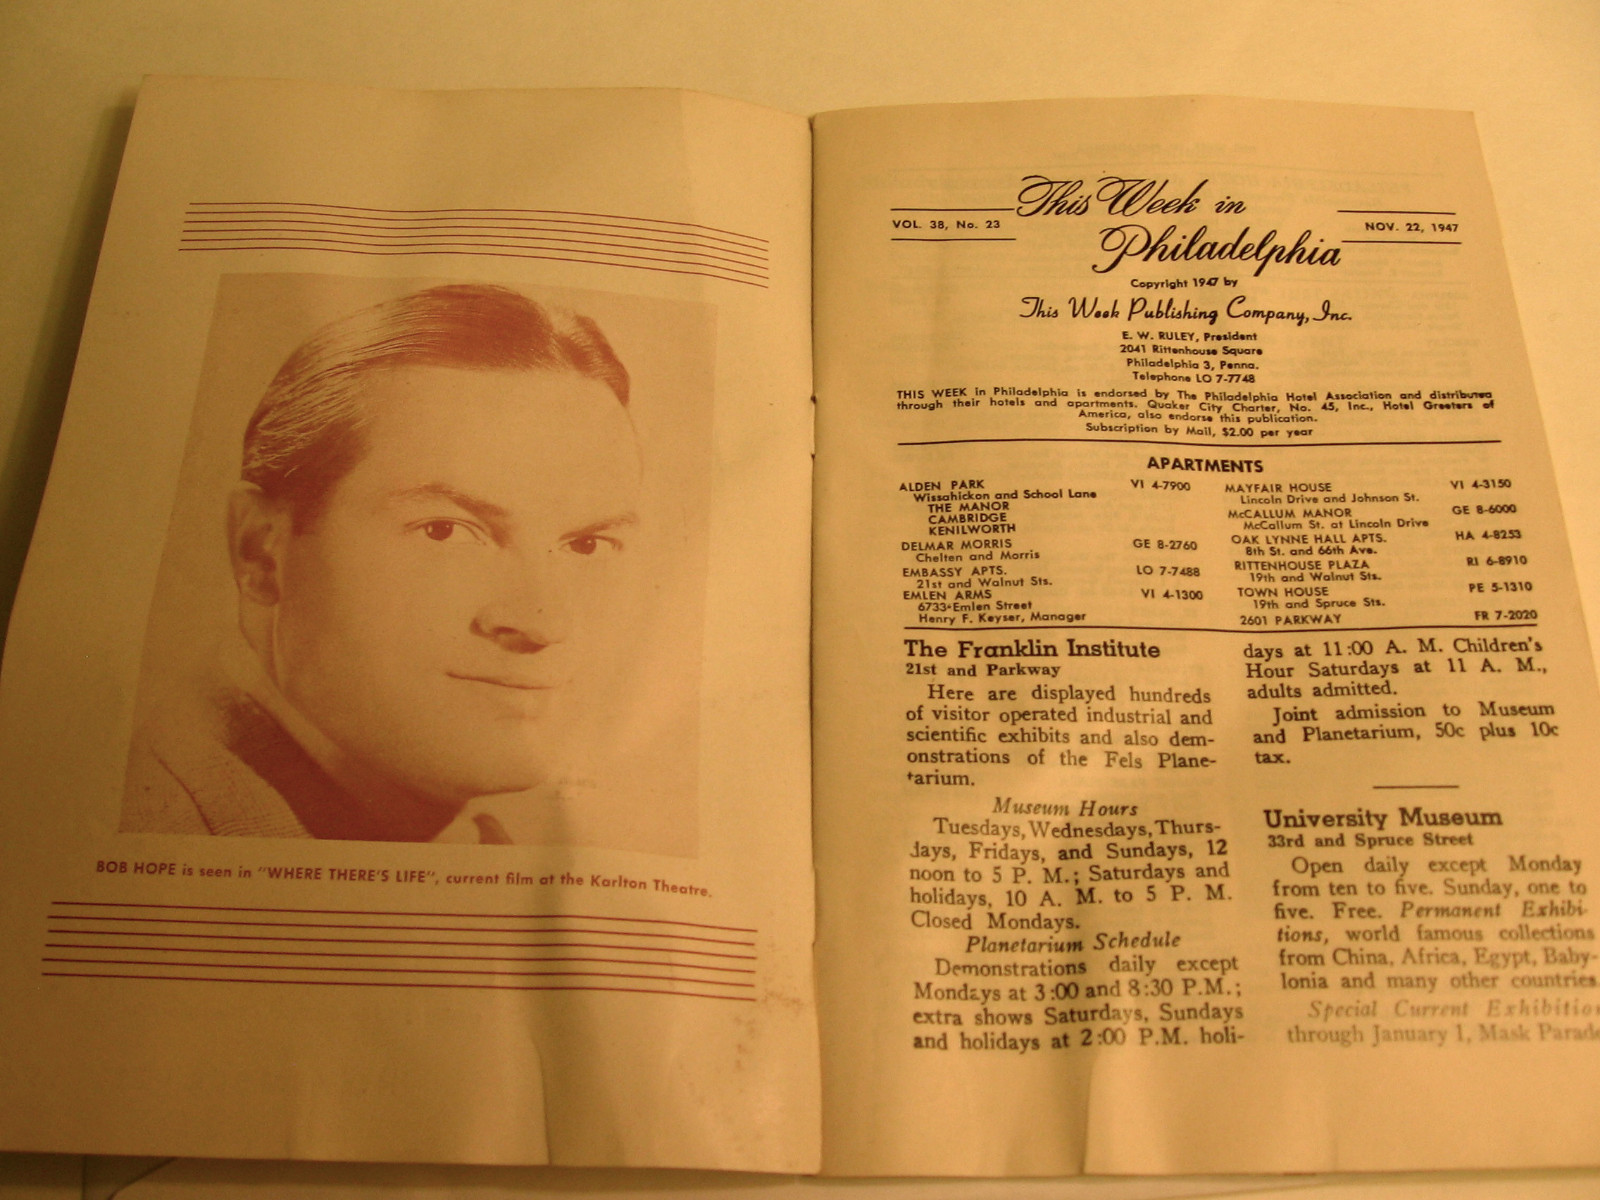 BOB HOPE is seen in "WHERE THERE'S LIFE", current film at the Karlton Theatre.
This Week in
Philadelphia
VOL. 38, No. 23
NOV. 22, 1947
Copyright 1947 by
This Week Publishing Company, Inc.
E. W. RULEY, President
2041 Rittenhouse Square
Philadelphia 3, Penna.
Telephone LO 7-7748
THIS WEEK in Philadelphia is endorsed by The Philadelphia Hotel Association and distributed
through their hotels and apartments. Quaker City Charter, No. 45, Inc., Hotel Greeters of
America, also endorse this publication.
Subscription by Mail, $2.00 per year
APARTMENTS
ALDEN PARK VI 4-7900
Wissahickon and School Lane
THE MANOR
CAMBRIDGE
KENILWORTH
DELMAR MORRIS GE 8-2760
Chelten and Morris
EMBASSY APTS. LO 7-7488
21st and Walnut Sts.
EMLEN ARMS VI 4-1300
6733 Emlen Street
Henry F. Keyser, Manager
MAYFAIR HOUSE VI 4-3150
Lincoln Drive and Johnson St.
McCALLUM MANOR GE 8-6000
McCallum St. at Lincoln Drive
OAK LYNNE HALL APTS. HA 4-8253
8th St. and 66th Ave.
RITTENHOUSE PLAZA RI 6-8910
19th and Walnut Sts.
TOWN HOUSE PE 5-1310
19th and Spruce Sts.
2601 PARKWAY FR 7-2020
The Franklin Institute
21st and Parkway
Here are displayed hundreds
of visitor operated industrial and
scientific exhibits and also dem-
onstrations of the Fels Plane-
tarium.
Museum Hours
Tuesdays, Wednesdays, Thurs-
days, Fridays, and Sundays, 12
noon to 5 P. M.; Saturdays and
holidays, 10 A. M. to 5 P. M.
Closed Mondays.
Planetarium Schedule
Demonstrations daily except
Mondays at 3:00 and 8:30 P.M.;
extra shows Saturdays, Sundays
and holidays at 2:00 P.M. holi-
days at 11:00 A. M. Children's
Hour Saturdays at 11 A. M.,
adults admitted.
Joint admission to Museum
and Planetarium, 50c plus 10c
tax.
University Museum
33rd and Spruce Street
Open daily except Monday
from ten to five. Sunday, one to
five. Free. Permanent Exhibi-
tions, world famous collections
from China, Africa, Egypt, Baby-
lonia and many other countries.
Special Current Exhibition
through January 1, Mask Parade